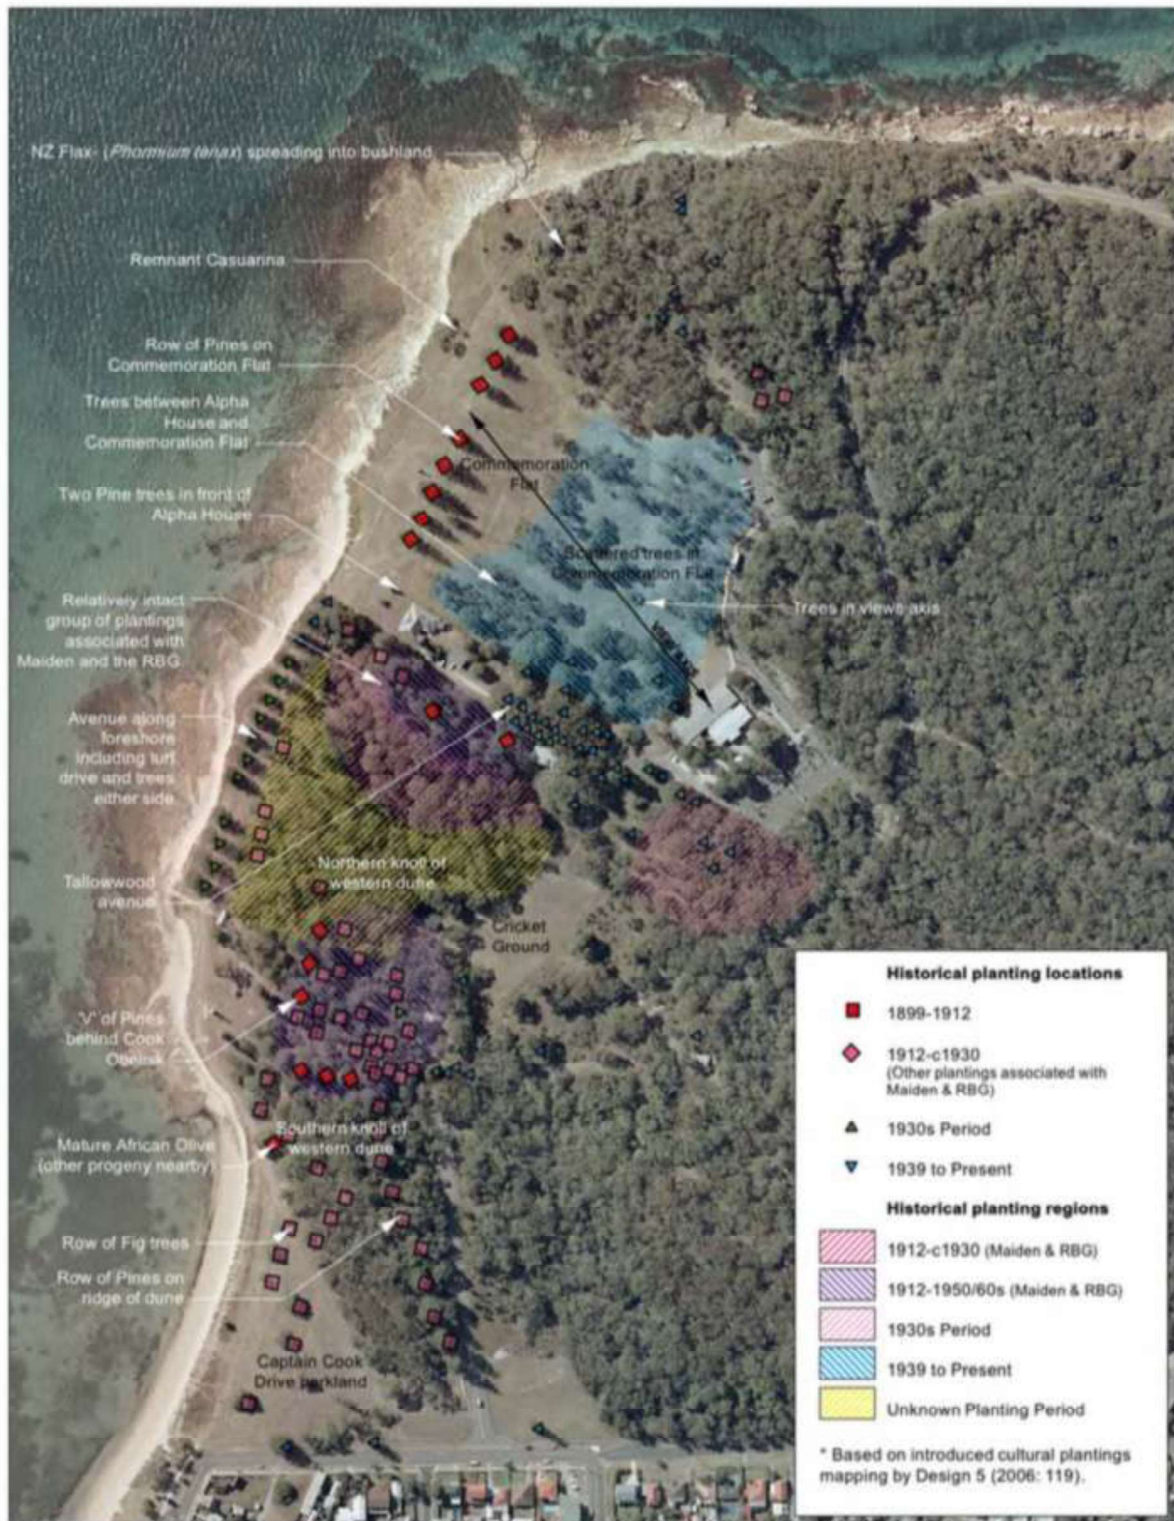 NZ Flax- (Phormium tenax) spreading into bushland
Remnant Casuarina
Row of Pines on
Commemoration Flat
Trees between Alpha
House and
Commemoration Flat
Commemoration
Flat
Two Pine trees in front of
Alpha House
Scattered trees in
Commemoration Flat
Relatively intact
group of plantings
associated with
Maiden and the RBG
Trees in views axis
Avenue along
foreshore
including turf
drive and trees
either side
Tallowwood
avenue
Northern knoll of
western dune
Cricket
Ground
'V' of Pines
behind Cook
Obelisk
Mature African Olive
(other progeny nearby)
Southern knoll of
western dune
Row of Fig trees
Row of Pines on
ridge of dune
Captain Cook
Drive parkland
Historical planting locations
1899-1912
1912-c1930
(Other plantings associated with
Maiden & RBG)
1930s Period
1939 to Present
Historical planting regions
1912-c1930 (Maiden & RBG)
1912-1950/60s (Maiden & RBG)
1930s Period
1939 to Present
Unknown Planting Period
* Based on introduced cultural plantings
mapping by Design 5 (2006: 119).